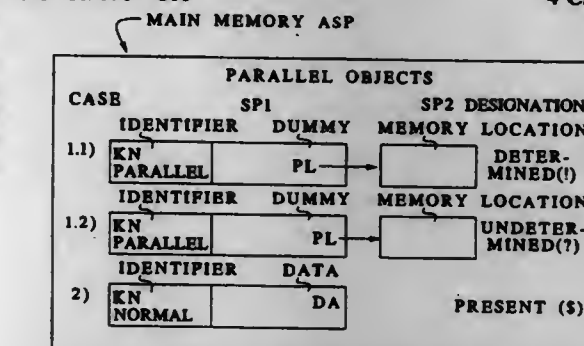 MAIN MEMORY ASP
PARALLEL OBJECTS
CASE SP1 SP2 DESIGNATION
IDENTIFIER DUMMY MEMORY LOCATION
1.1) KN PARALLEL PL DETER-
MINED(!)
IDENTIFIER DUMMY MEMORY LOCATION
1.2) KN PARALLEL PL UNDETER-
MINED(?)
IDENTIFIER DATA
2) KN NORMAL DA PRESENT ($)